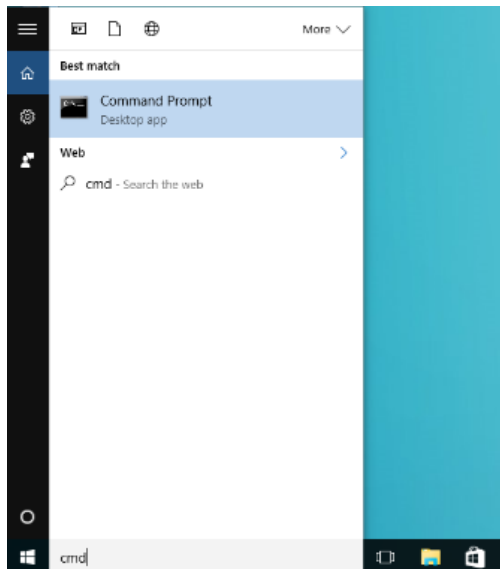 More
Best match
Command Prompt
Desktop app
Web
cmd - Search the web
cmd